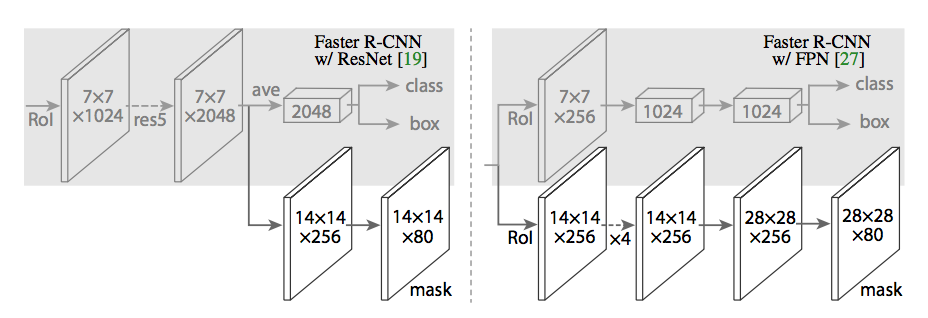 Faster R-CNN
w/ ResNet [19]
RoI
7×7
×1024
res5
7×7
×2048
ave
2048
class
box
14×14
×256
14×14
×80
mask
Faster R-CNN
w/ FPN [27]
RoI
7×7
×256
1024
1024
class
box
RoI
14×14
×256
×4
14×14
×256
28×28
×256
28×28
×80
mask